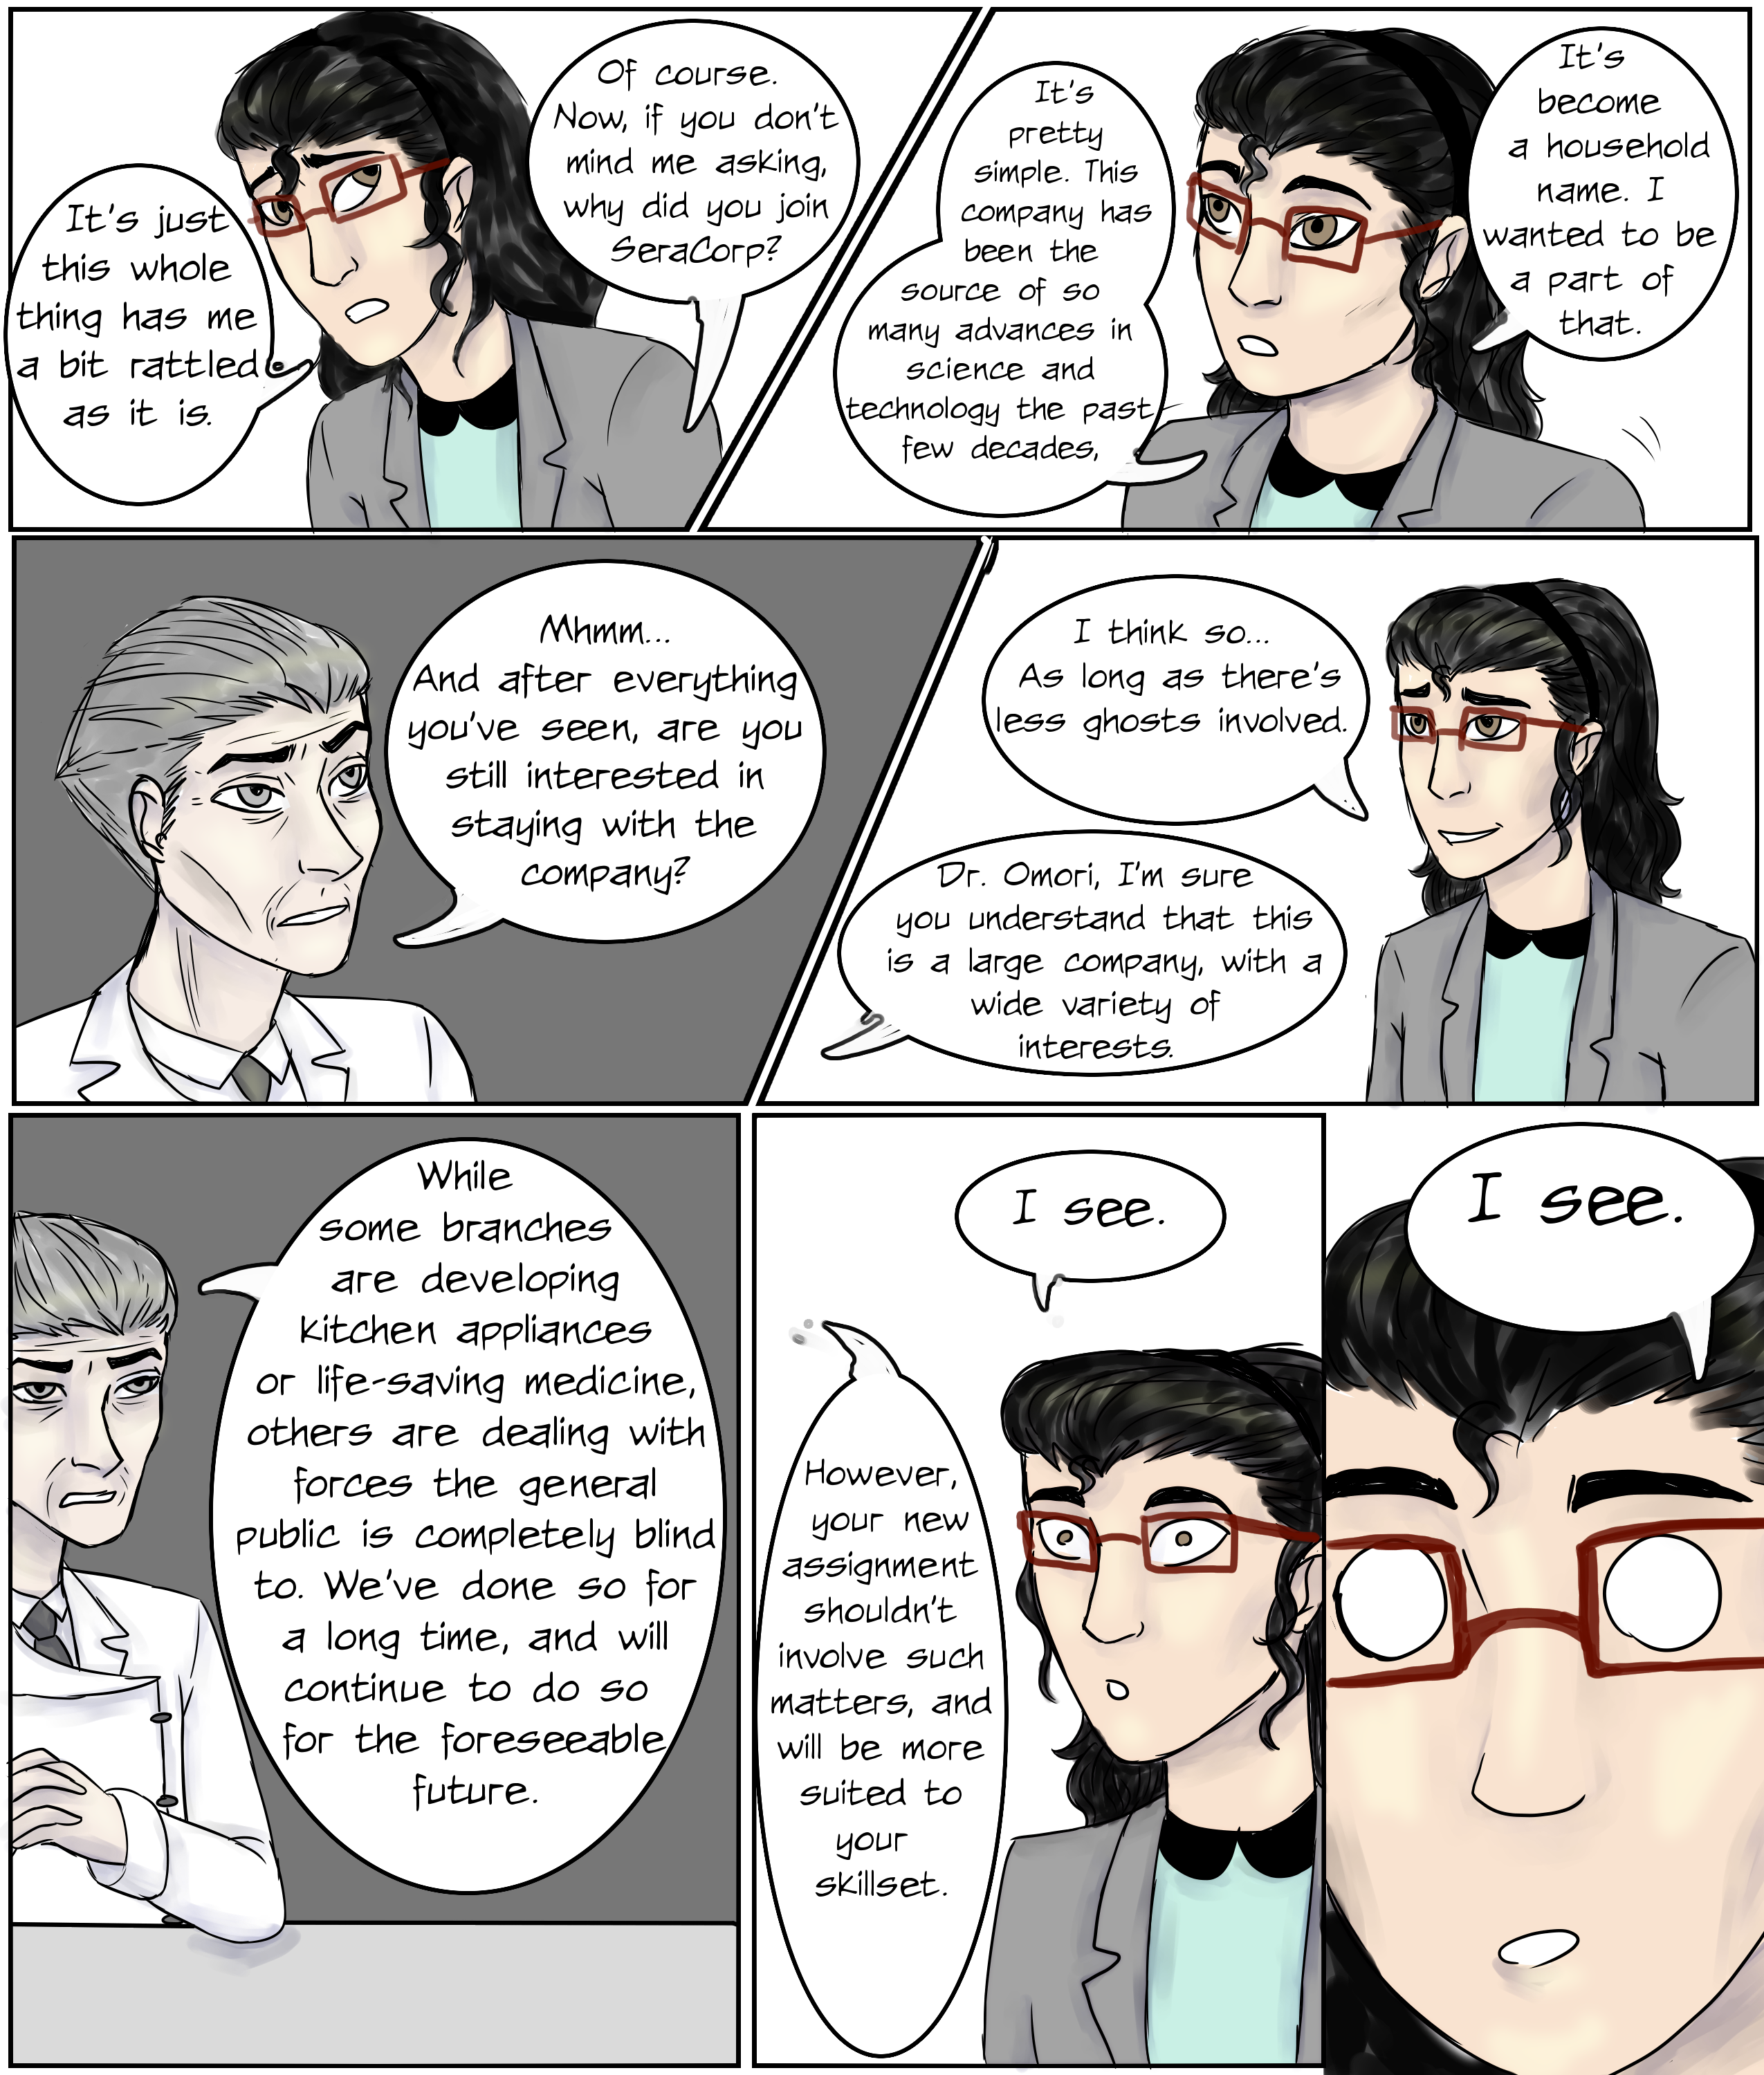 It's just
this whole
thing has me
a bit rattled
as it is.
Of course.
Now, if you don't
mind me asking,
why did you join
SeraCorp?
It's
pretty
simple. This
company has
been the
source of so
many advances in
science and
technology the past
few decades,
It's
become
a household
name. I
wanted to be
a part of
that.
Mhmm...
And after everything
you've seen, are you
still interested in
staying with the
company?
I think so...
As long as there's
less ghosts involved.
Dr. Omori, I'm sure
you understand that this
is a large company, with a
wide variety of
interests.
While
some branches
are developing
kitchen appliances
or life-saving medicine,
others are dealing with
forces the general
public is completely blind
to. We've done so for
a long time, and will
continue to do so
for the foreseeable
future.
I see.
However,
your new
assignment
shouldn't
involve such
matters, and
will be more
suited to
your
skillset.
I see.